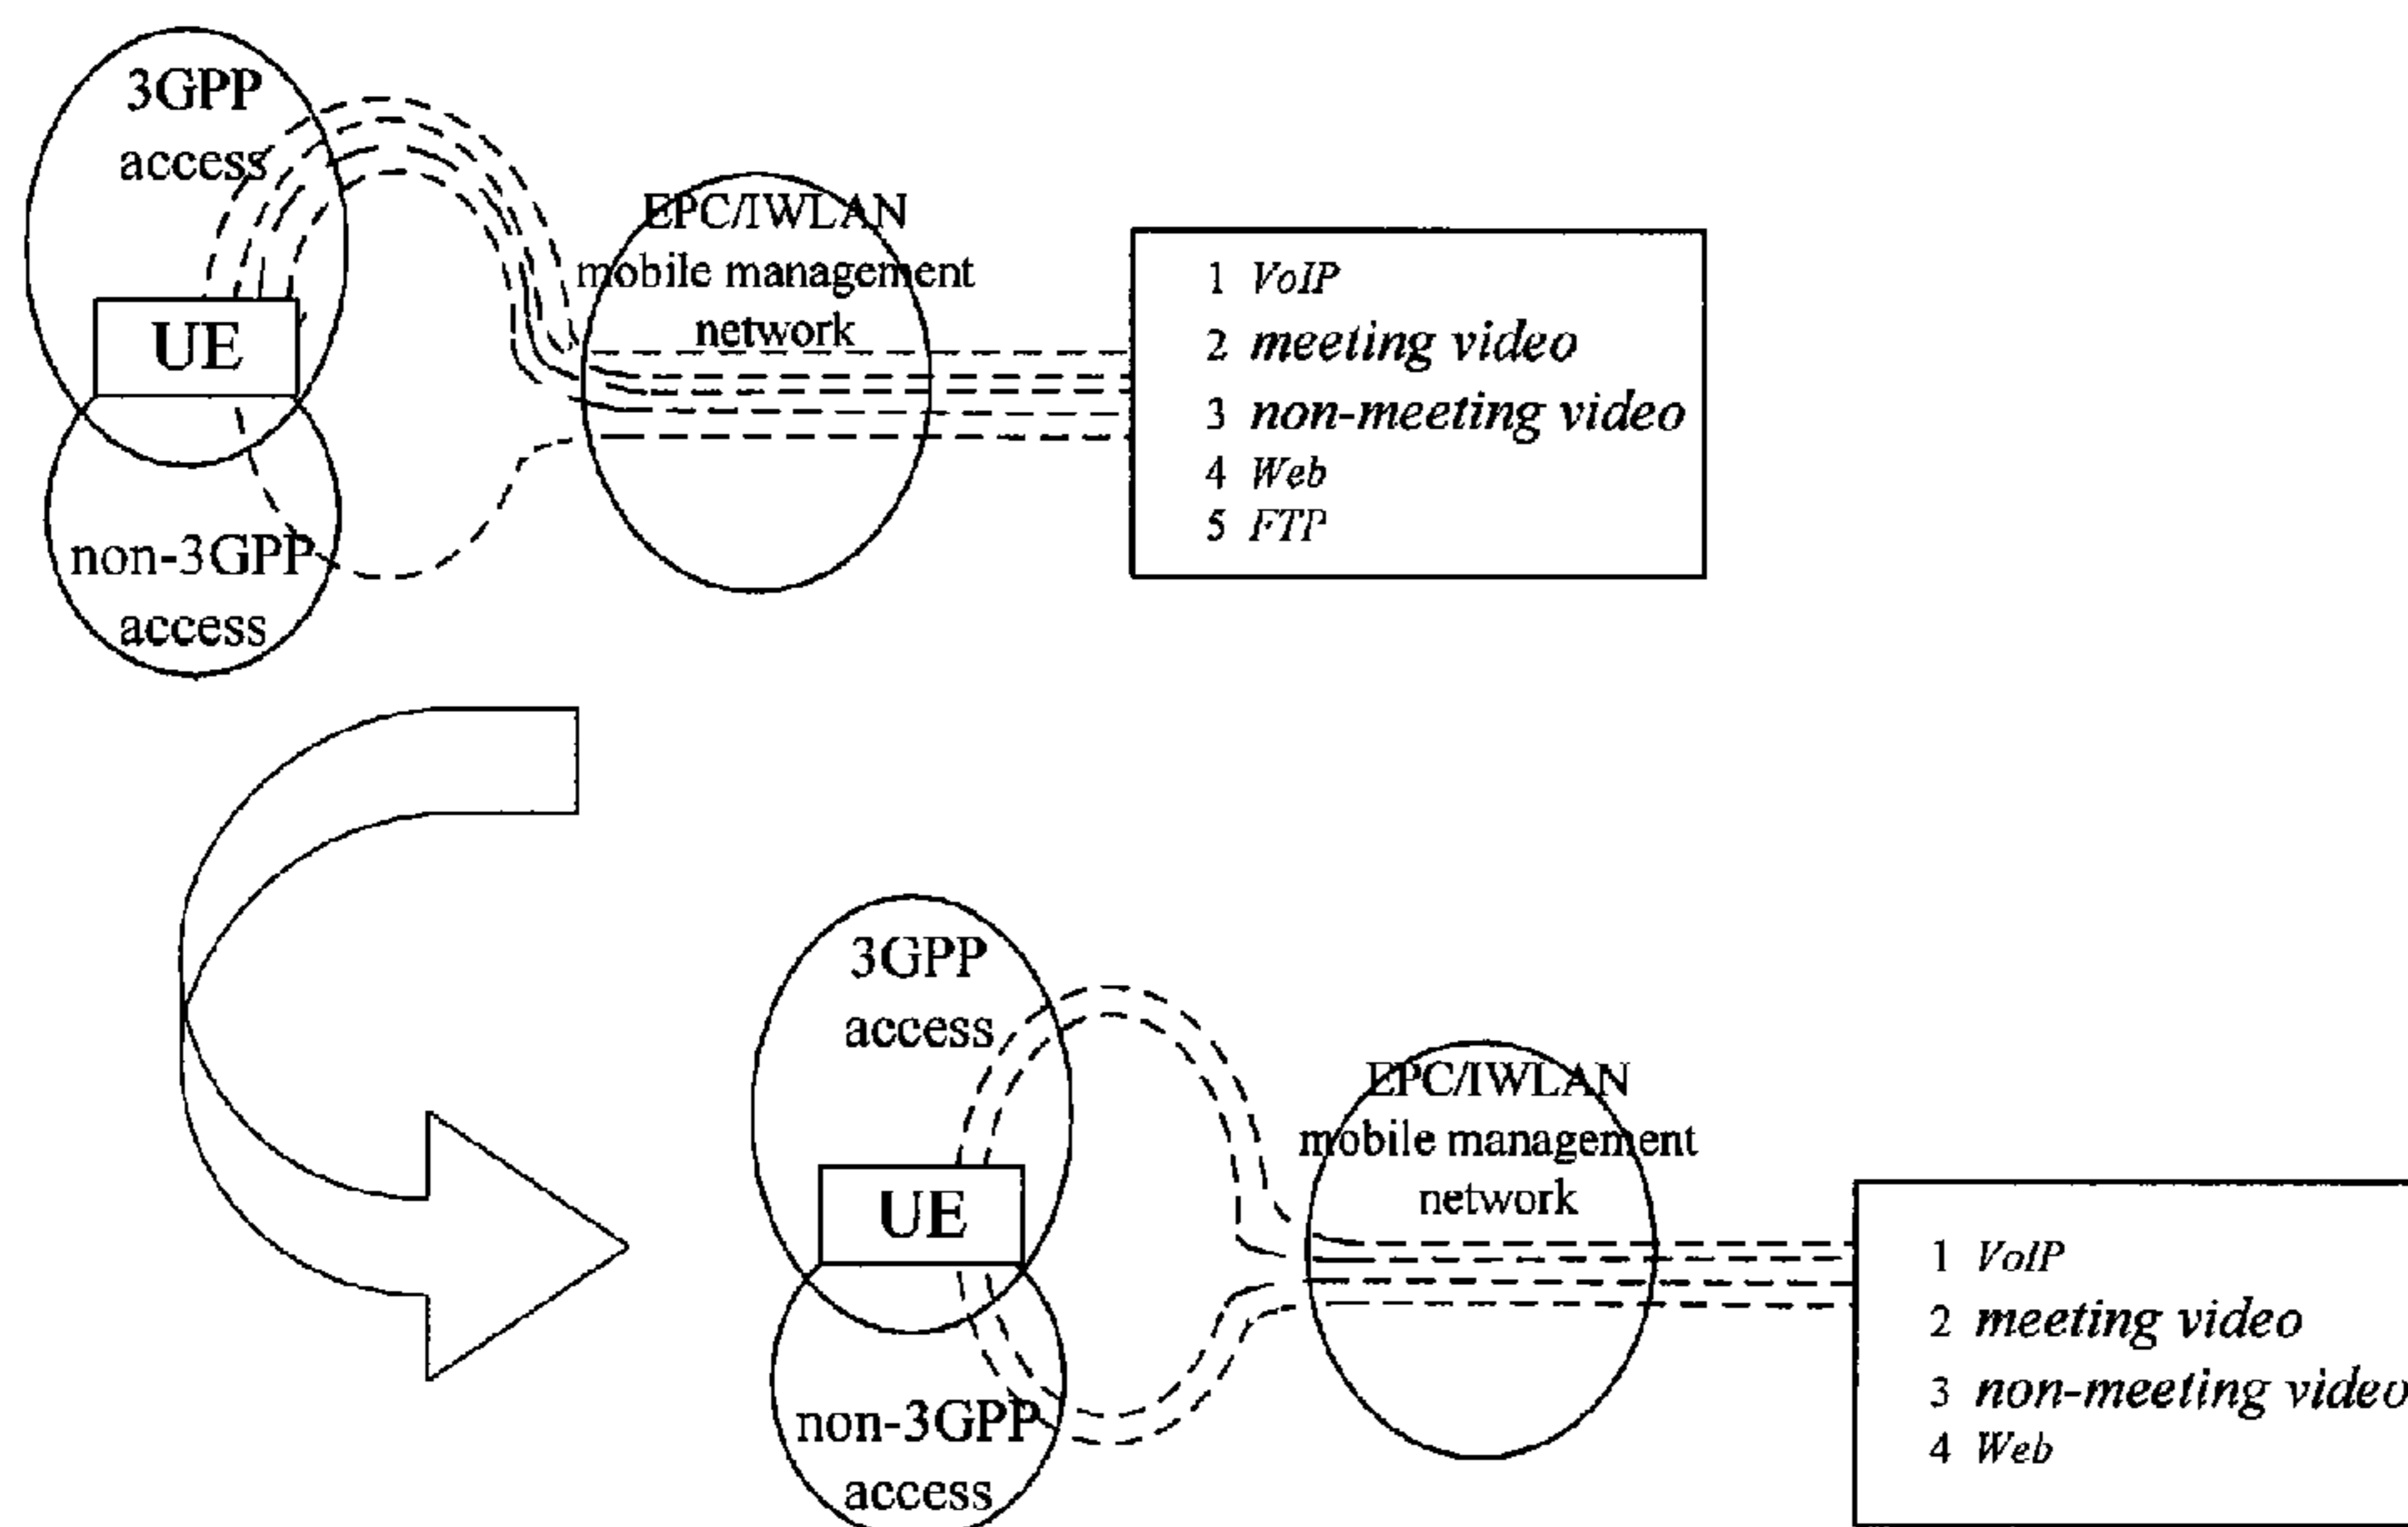 3GPP
access
UE
non-3GPP
access
EPC/IWLAN
mobile management
network
1 VoIP
2 meeting video
3 non-meeting video
4 Web
5 FTP
3GPP
access
UE
non-3GPP
access
EPC/IWLAN
mobile management
network
1 VoIP
2 meeting video
3 non-meeting video
4 Web